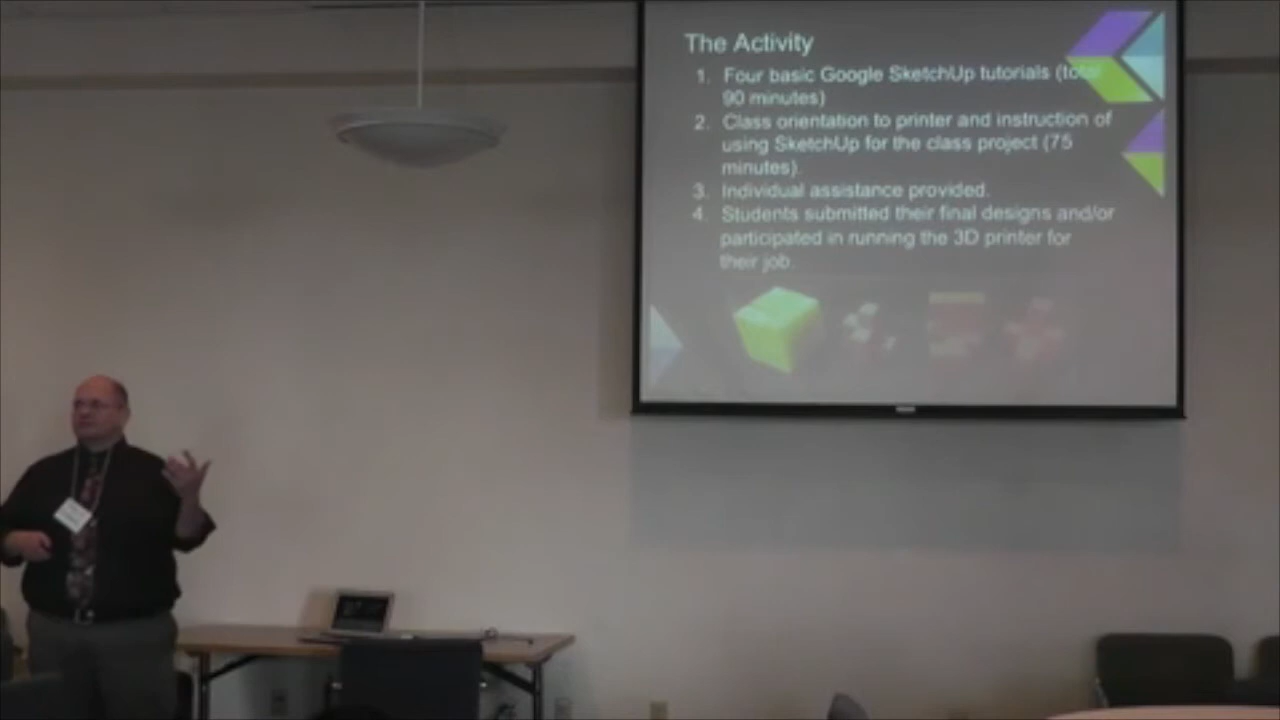 The Activity
1. Four basic Google SketchUp tutorials (total
90 minutes)
2. Class orientation to printer and instruction of
using SketchUp for the class project (75
minutes).
3. Individual assistance provided.
4. Students submitted their final designs and/or
participated in running the 3D printer for
their job.